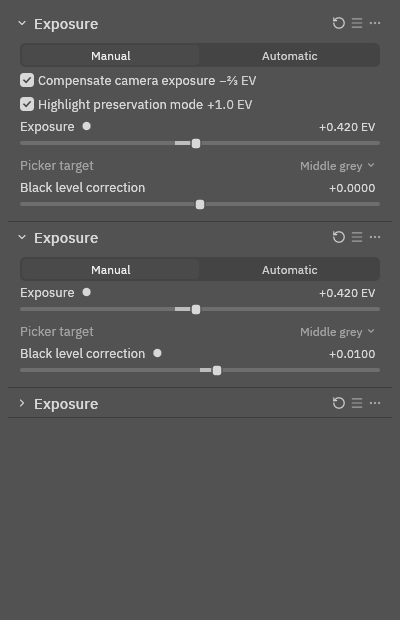 Exposure
Manual Automatic
Compensate camera exposure −⅔ EV
Highlight preservation mode +1.0 EV
Exposure +0.420 EV
Picker target Middle grey
Black level correction +0.0000
Exposure
Manual Automatic
Exposure +0.420 EV
Picker target Middle grey
Black level correction +0.0100
Exposure